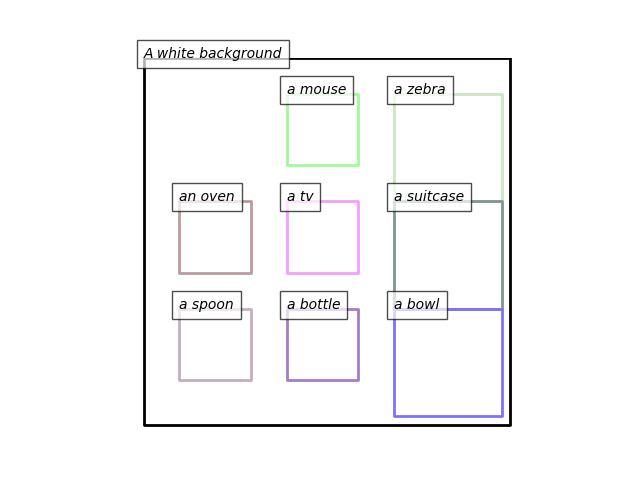 A white background
a mouse
a zebra
an oven
a tv
a suitcase
a spoon
a bottle
a bowl